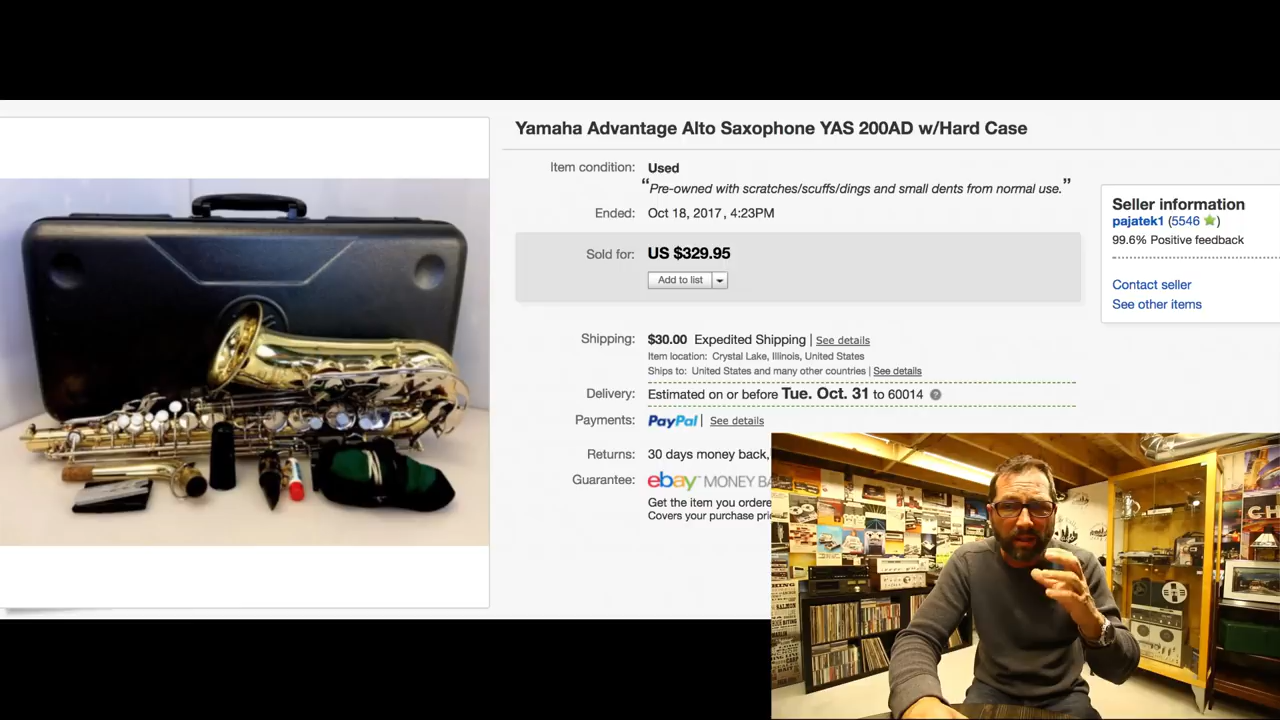 Yamaha Advantage Alto Saxophone YAS 200AD w/Hard Case
Item condition: Used
“Pre-owned with scratches/scuffs/dings and small dents from normal use.”
Ended: Oct 18, 2017 , 4:23PM
Sold for: US $329.95
Add to list
Shipping: $30.00 Expedited Shipping | See details
Item location: Crystal Lake, Illinois, United States
Ships to: United States and many other countries | See details
Delivery: Estimated on or before Tue. Oct. 31 to 60014 ?
Payments: PayPal | See details
Returns: 30 days money back,
Guarantee: ebay MONEY BA
Get the item you ordere
Covers your purchase pri
Seller information
pajatek1 (5546 )
99.6% Positive feedback
Contact seller
See other items
CH
SALMON